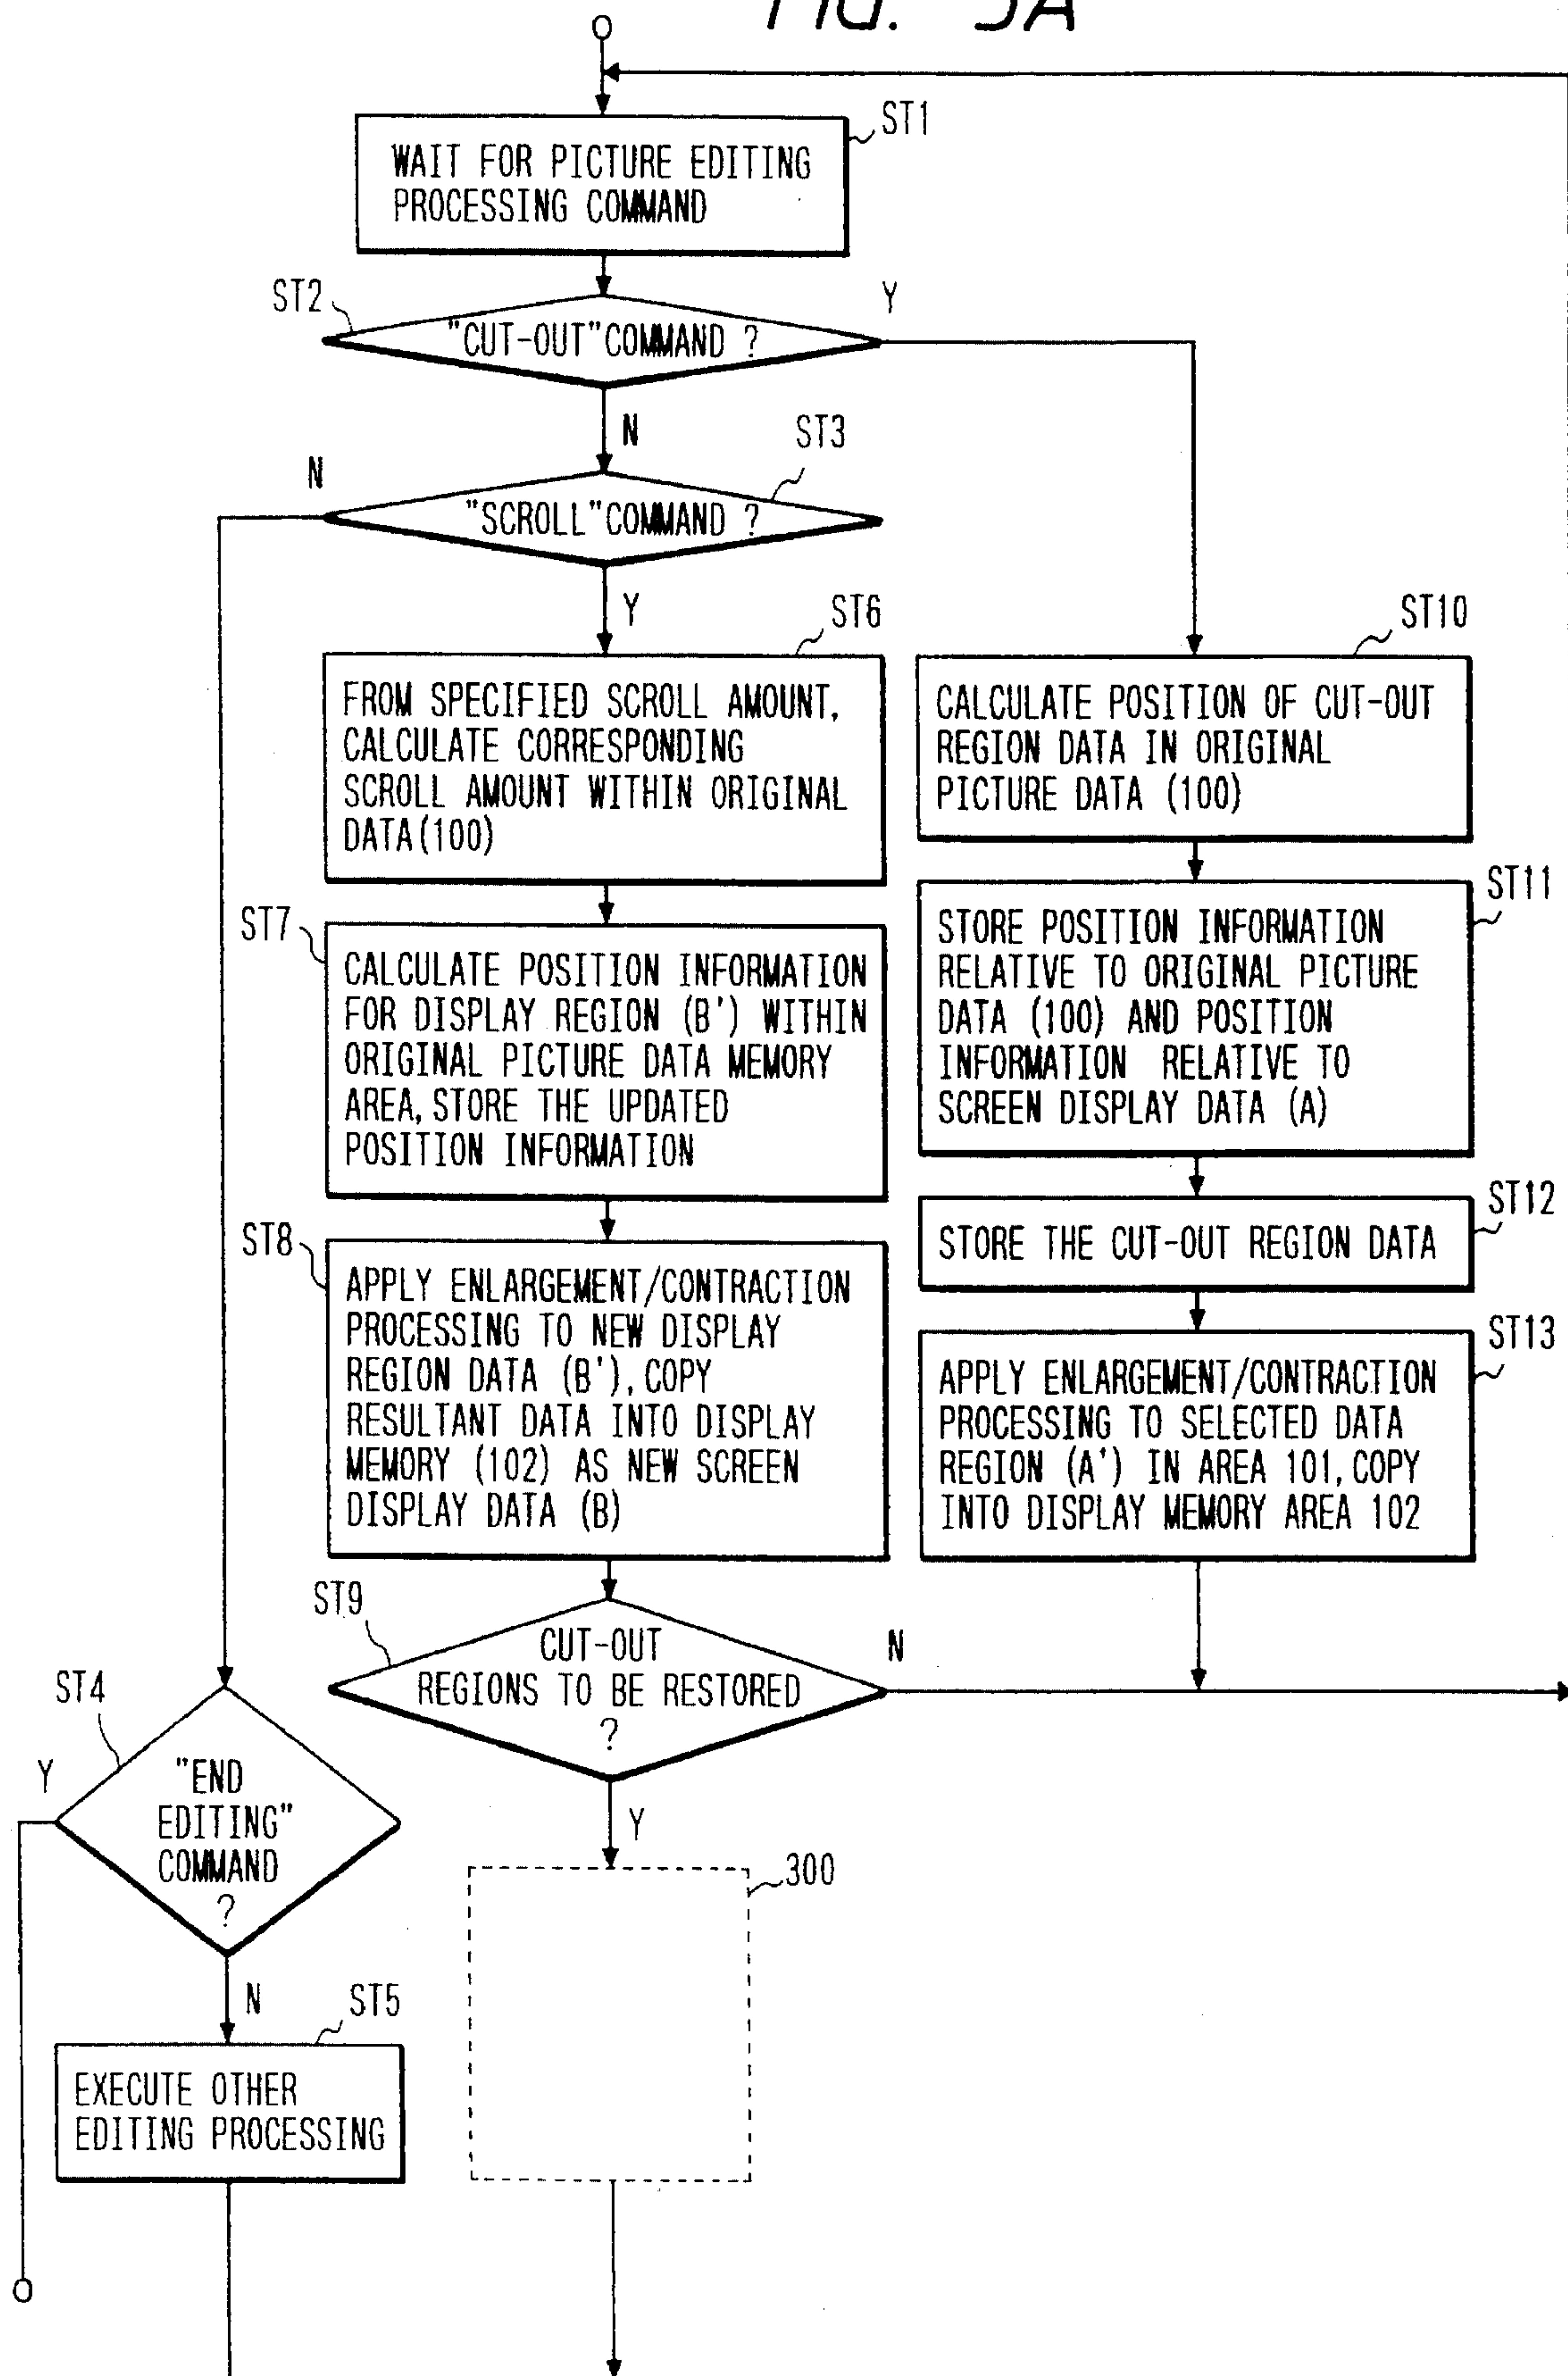 FIG. 5A
ST1
WAIT FOR PICTURE EDITING
PROCESSING COMMAND
ST2
Y
"CUT-OUT" COMMAND ?
N
ST3
N
"SCROLL" COMMAND ?
Y
ST6
FROM SPECIFIED SCROLL AMOUNT,
CALCULATE CORRESPONDING
SCROLL AMOUNT WITHIN ORIGINAL
DATA (100)
ST10
CALCULATE POSITION OF CUT-OUT
REGION DATA IN ORIGINAL
PICTURE DATA (100)
ST7
CALCULATE POSITION INFORMATION
FOR DISPLAY REGION (B') WITHIN
ORIGINAL PICTURE DATA MEMORY
AREA, STORE THE UPDATED
POSITION INFORMATION
ST11
STORE POSITION INFORMATION
RELATIVE TO ORIGINAL PICTURE
DATA (100) AND POSITION
INFORMATION RELATIVE TO
SCREEN DISPLAY DATA (A)
ST12
STORE THE CUT-OUT REGION DATA
ST8
APPLY ENLARGEMENT/CONTRACTION
PROCESSING TO NEW DISPLAY
REGION DATA (B'), COPY
RESULTANT DATA INTO DISPLAY
MEMORY (102) AS NEW SCREEN
DISPLAY DATA (B)
ST13
APPLY ENLARGEMENT/CONTRACTION
PROCESSING TO SELECTED DATA
REGION (A') IN AREA 101, COPY
INTO DISPLAY MEMORY AREA 102
ST9
CUT-OUT
REGIONS TO BE RESTORED
?
N
Y
ST4
Y
"END
EDITING"
COMMAND
?
N
300
ST5
EXECUTE OTHER
EDITING PROCESSING